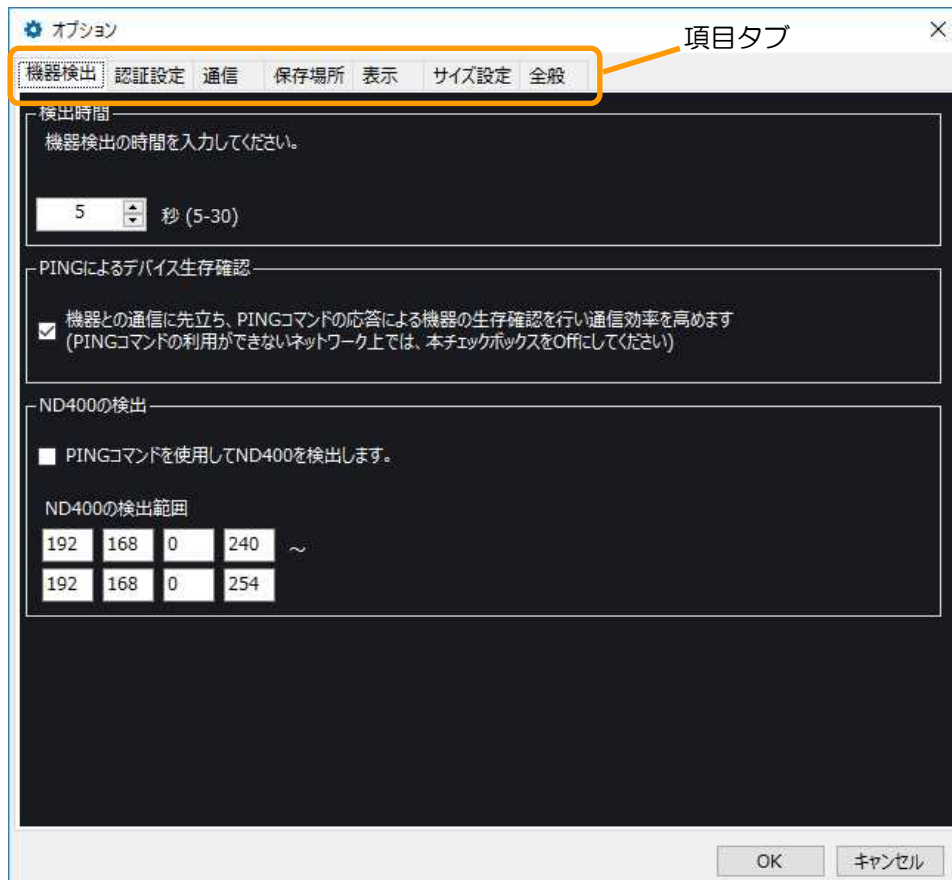 オプション
項目タブ
機器検出 認証設定 通信 保存場所 表示 サイズ設定 全般
検出時間
機器検出の時間を入力してください。
5 秒 (5-30)
PINGによるデバイス生存確認
機器との通信に先立ち、PINGコマンドの応答による機器の生存確認を行い通信効率を高めます
(PINGコマンドの利用ができないネットワーク上では、本チェックボックスをOffにしてください)
ND400の検出
PINGコマンドを使用してND400を検出します。
ND400の検出範囲
192 168 0 240 ～
192 168 0 254
OK キャンセル